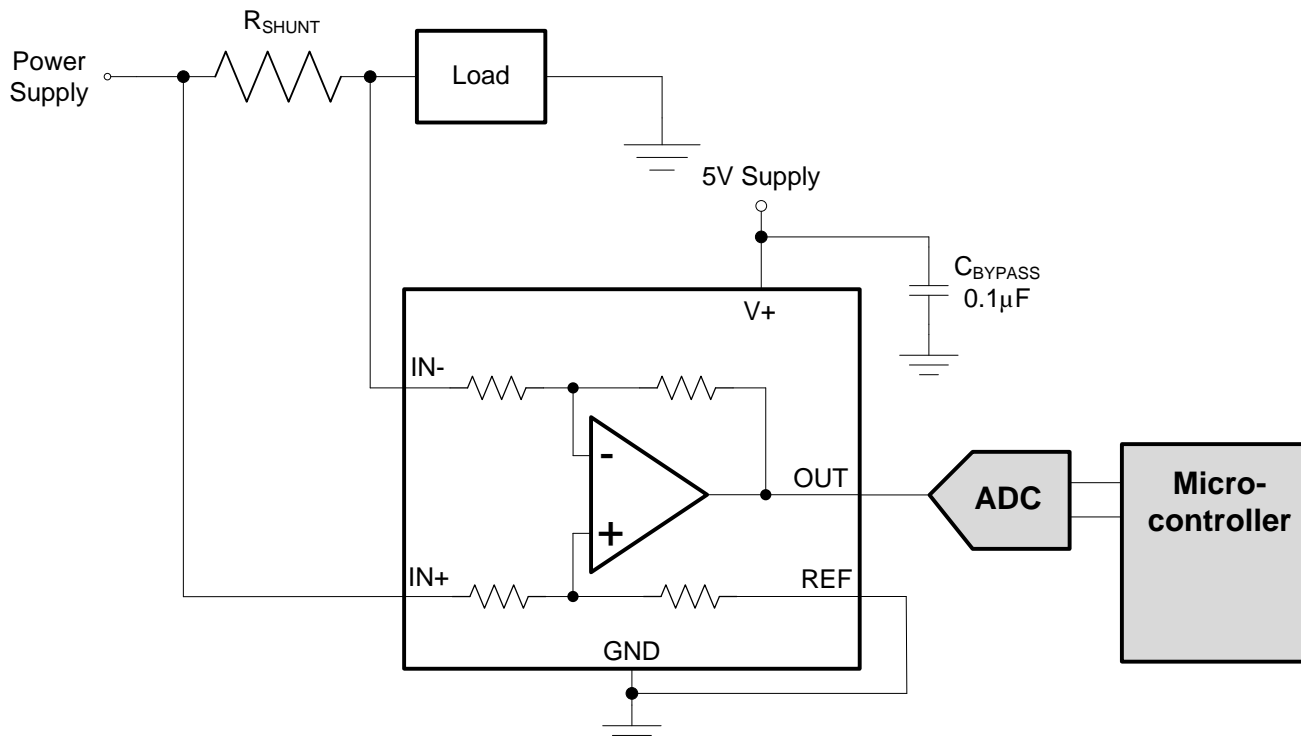 R_SHUNT
Power
Supply
Load
5V Supply
C_BYPASS
0.1μF
V+
IN-
-
OUT
ADC
Micro-
controller
+
IN+
REF
GND